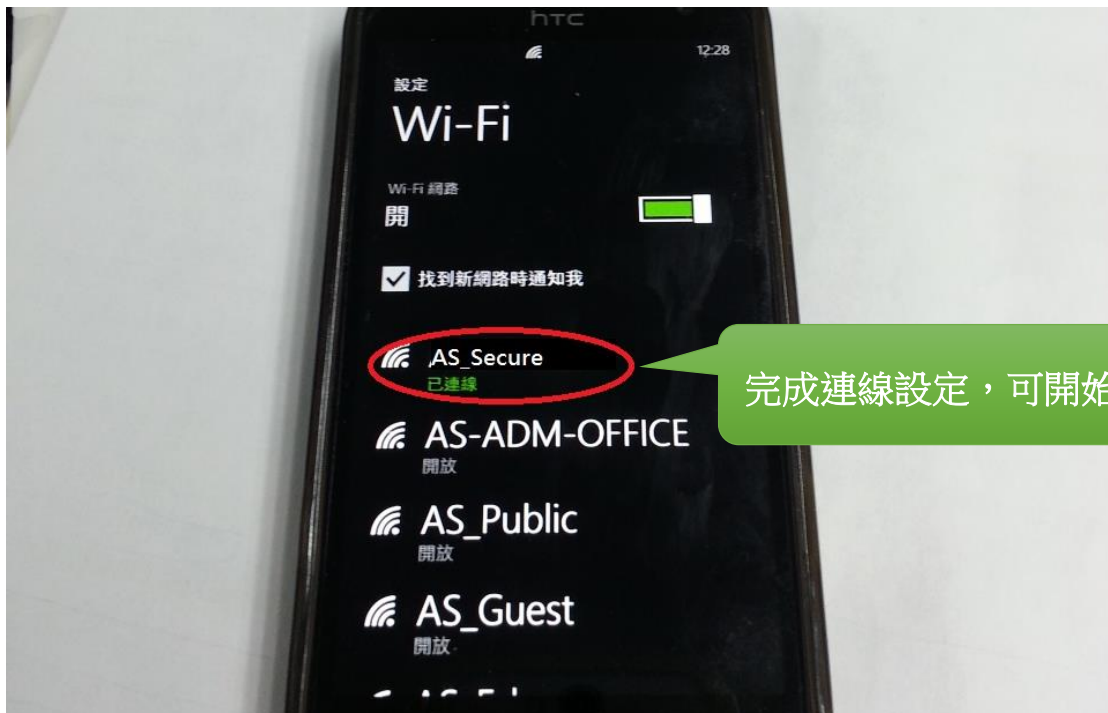 hTC
12:28
設定
Wi-Fi
Wi-Fi 網路
開
找到新網路時通知我
AS_Secure
已連線
完成連線設定，可開始
AS-ADM-OFFICE
開放
AS_Public
開放
AS_Guest
開放